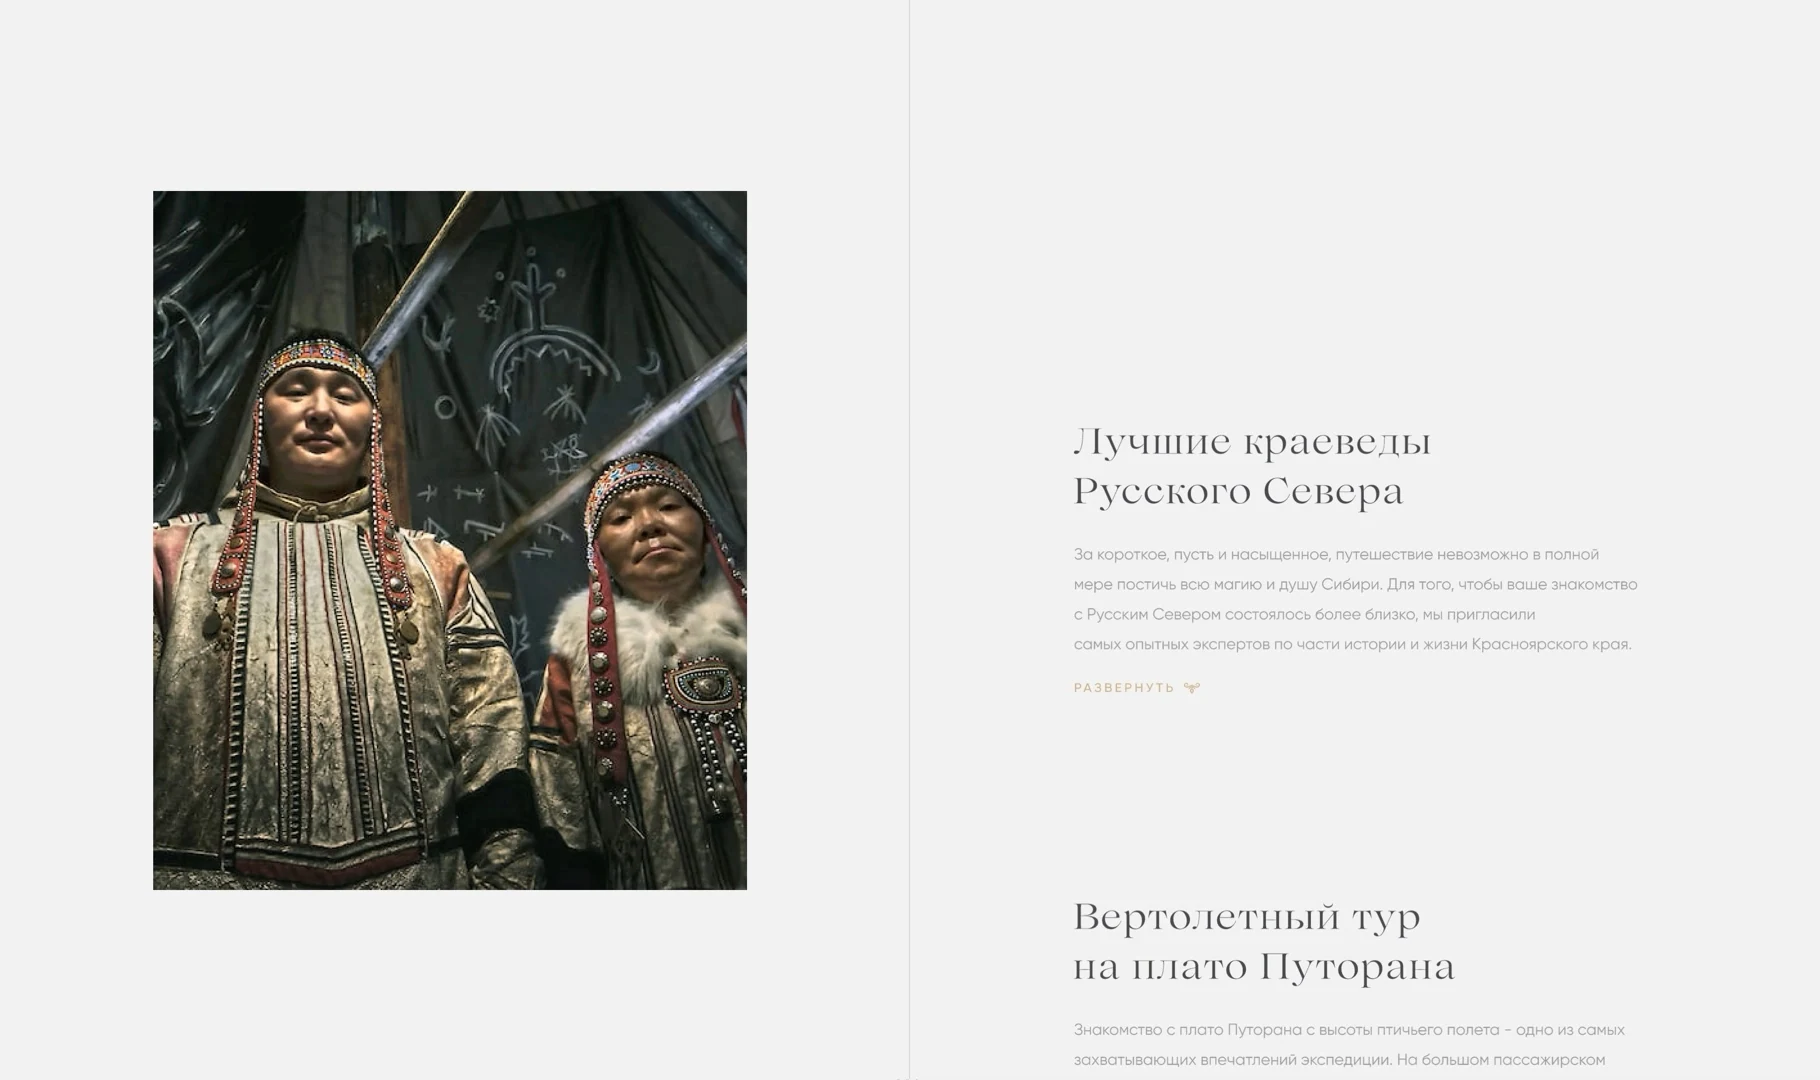 Лучшие краеведы
Русского Севера
За короткое, пусть и насыщенное, путешествие невозможно в полной
мере постичь всю магию и душу Сибири. Для того, чтобы ваше знакомство
с Русским Севером состоялось более близко, мы пригласили
самых опытных экспертов по части истории и жизни Красноярского края.
РАЗВЕРНУТЬ
Вертолетный тур
на плато Путорана
Знакомство с плато Путорана с высоты птичьего полета - одно из самых
захватывающих впечатлений экспедиции. На большом пассажирском